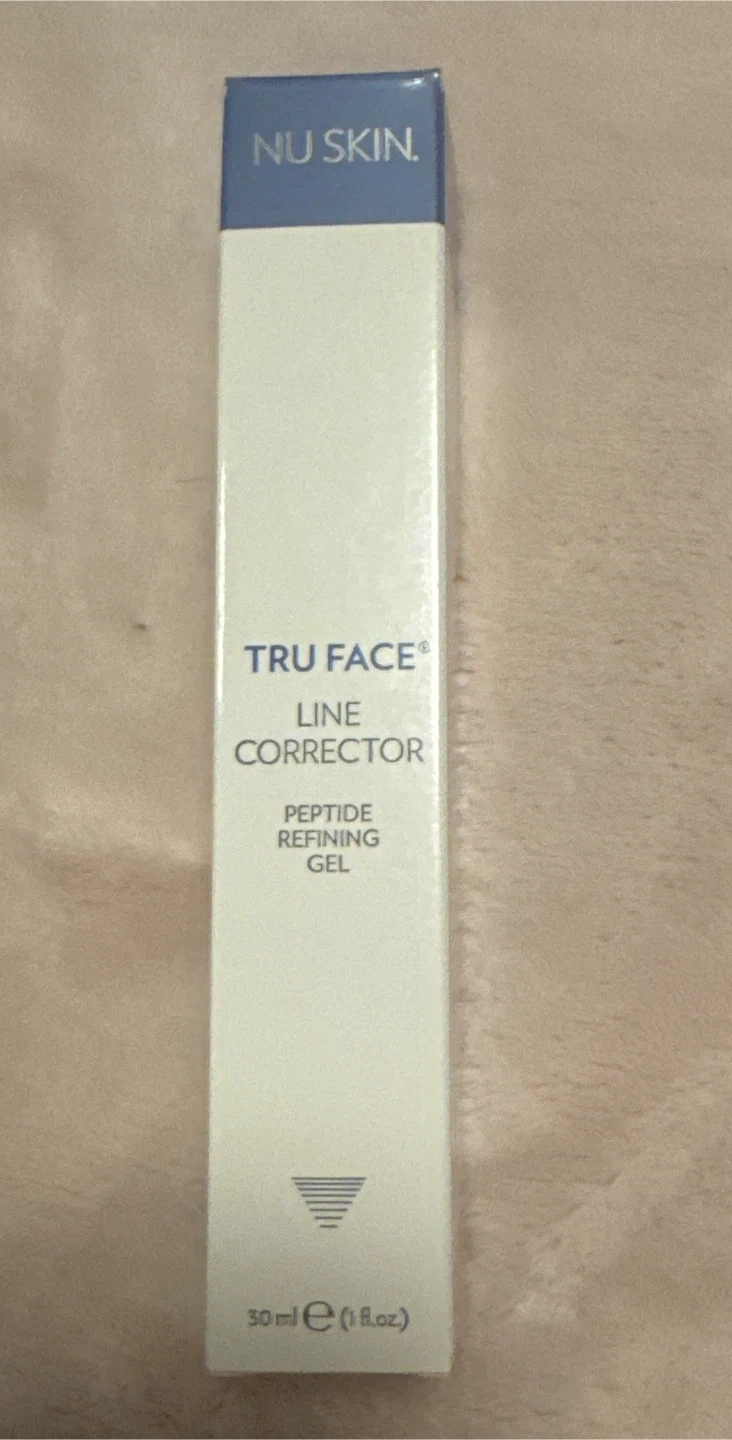 NU SKIN.
TRU FACE®
LINE
CORRECTOR
PEPTIDE
REFINING
GEL
30 ml ℮ (1 fl.oz.)